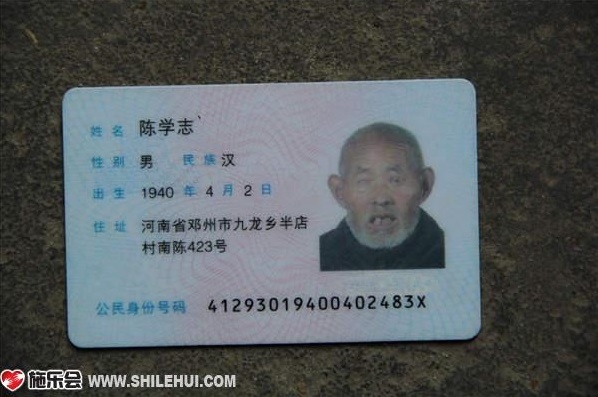 姓名 陈学志
性别 男 民族 汉
出生 1940 年 4 月 2 日
住址 河南省邓州市九龙乡半店
村南陈423号
公民身份号码 41293019400402483X
施乐会 WWW.SHILEHUI.COM